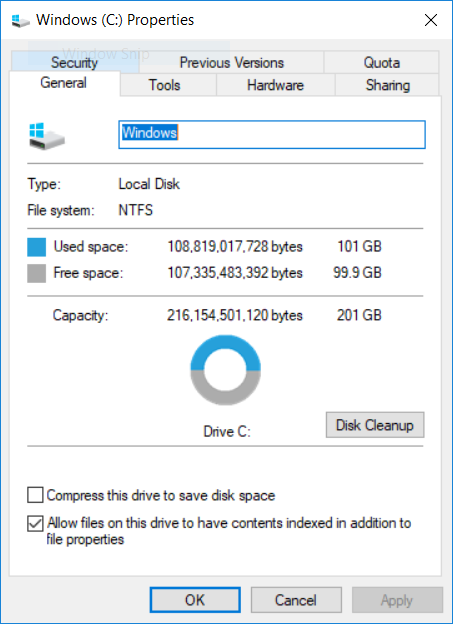 Windows (C:) Properties
Window Snip
Security Previous Versions Quota
General Tools Hardware Sharing
Windows
Type: Local Disk
File system: NTFS
Used space: 108,819,017,728 bytes 101 GB
Free space: 107,335,483,392 bytes 99.9 GB
Capacity: 216,154,501,120 bytes 201 GB
Drive C:
Disk Cleanup
Compress this drive to save disk space
Allow files on this drive to have contents indexed in addition to
file properties
OK Cancel Apply